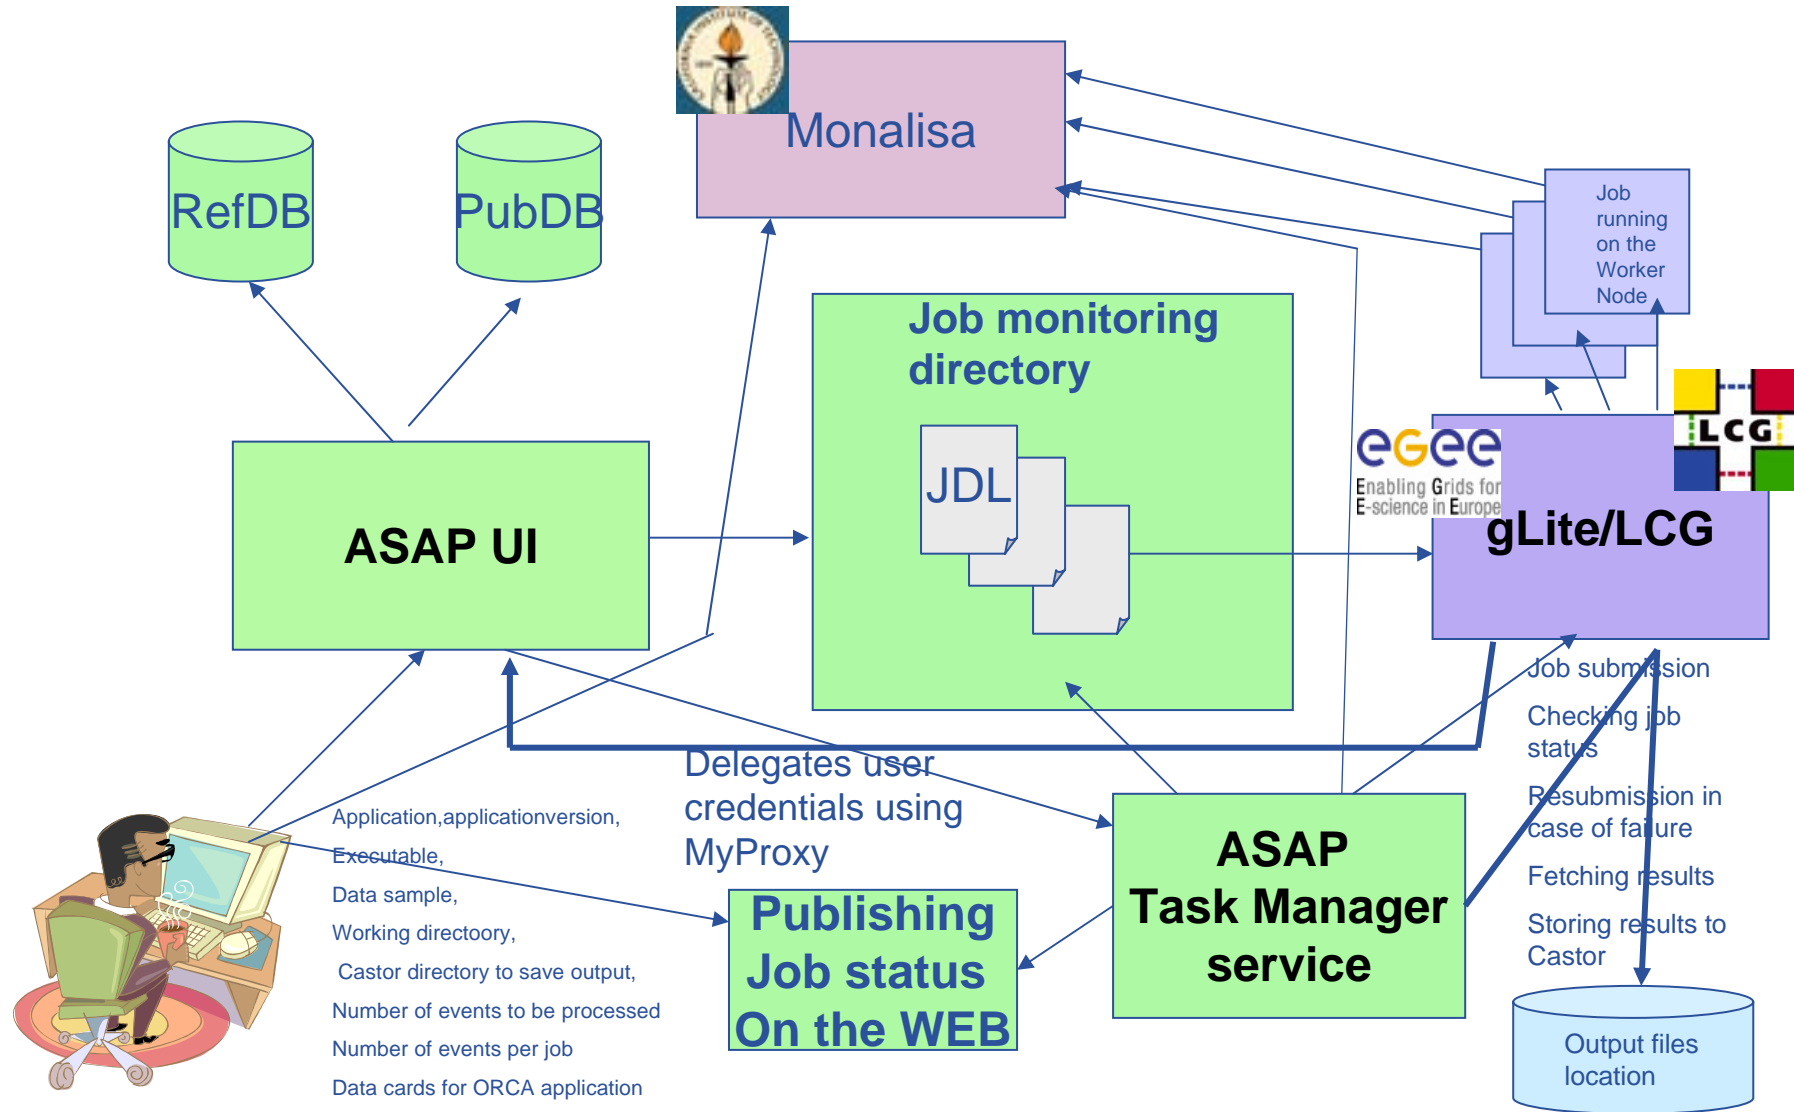 Monalisa
RefDB
PubDB
Job
running
on the
Worker
Node
Job monitoring
directory
JDL
LCG
eGee
Enabling Grids for
E-science in Europe
gLite/LCG
ASAP UI
Job submission
Checking job
status
Resubmission in
case of failure
Fetching results
Storing results to
Castor
Delegates user
credentials using
MyProxy
Application,applicationversion,
Executable,
Data sample,
Working directoory,
Castor directory to save output,
Number of events to be processed
Number of events per job
Data cards for ORCA application
Publishing
Job status
On the WEB
ASAP
Task Manager
service
Output files
location